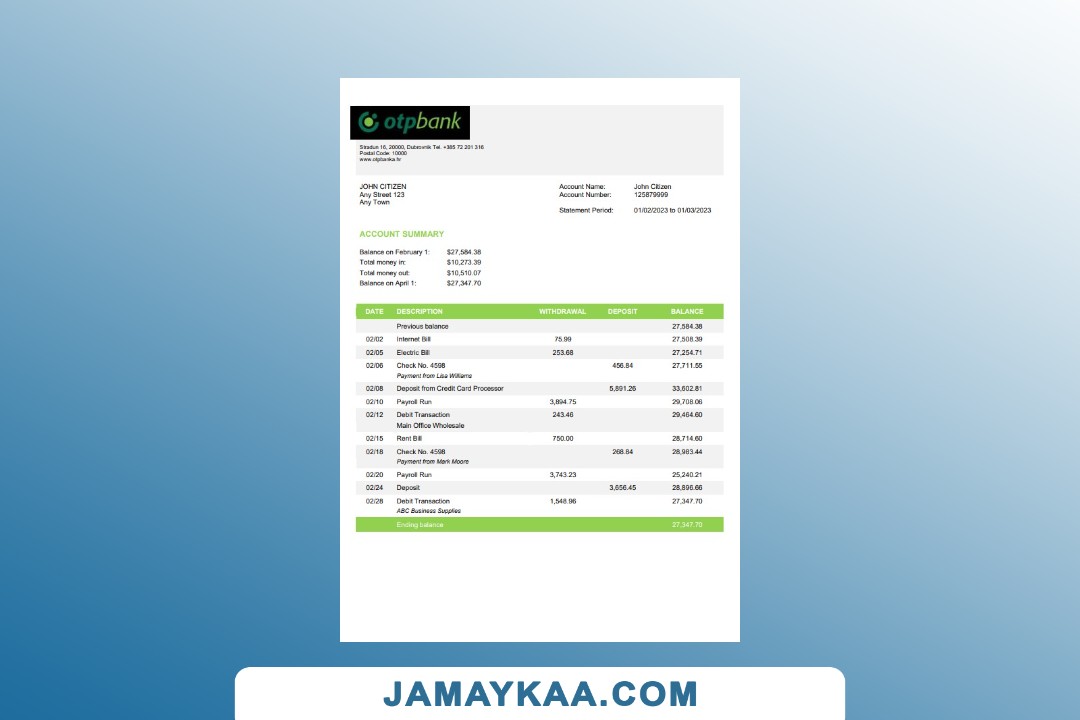 otpbank
Stradun 16, 20000, Dubrovnik Tel. +385 72 201 316
Postal Code: 10000
www.otpbanka.hr
JOHN CITIZEN
Any Street 123
Any Town
Account Name: John Citizen
Account Number: 125879999
Statement Period: 01/02/2023 to 01/03/2023
ACCOUNT SUMMARY
Balance on February 1: $27,584.38
Total money in: $10,273.39
Total money out: $10,510.07
Balance on April 1: $27,347.70
DATE DESCRIPTION WITHDRAWAL DEPOSIT BALANCE
Previous balance 27,584.38
02/02 Internet Bill 75.99 27,508.39
02/05 Electric Bill 253.68 27,254.71
02/06 Check No. 4598 456.84 27,711.55
Payment from Lisa Williams
02/08 Deposit from Credit Card Processor 5,891.26 33,602.81
02/10 Payroll Run 3,894.75 29,708.06
02/12 Debit Transaction 243.46 29,464.60
Main Office Wholesale
02/15 Rent Bill 750.00 28,714.60
02/18 Check No. 4598 268.84 28,983.44
Payment from Mark Moore
02/20 Payroll Run 3,743.23 25,240.21
02/24 Deposit 3,656.45 28,896.66
02/28 Debit Transaction 1,548.96 27,347.70
ABC Business Supplies
Ending balance 27,347.70
JAMAYKAA.COM